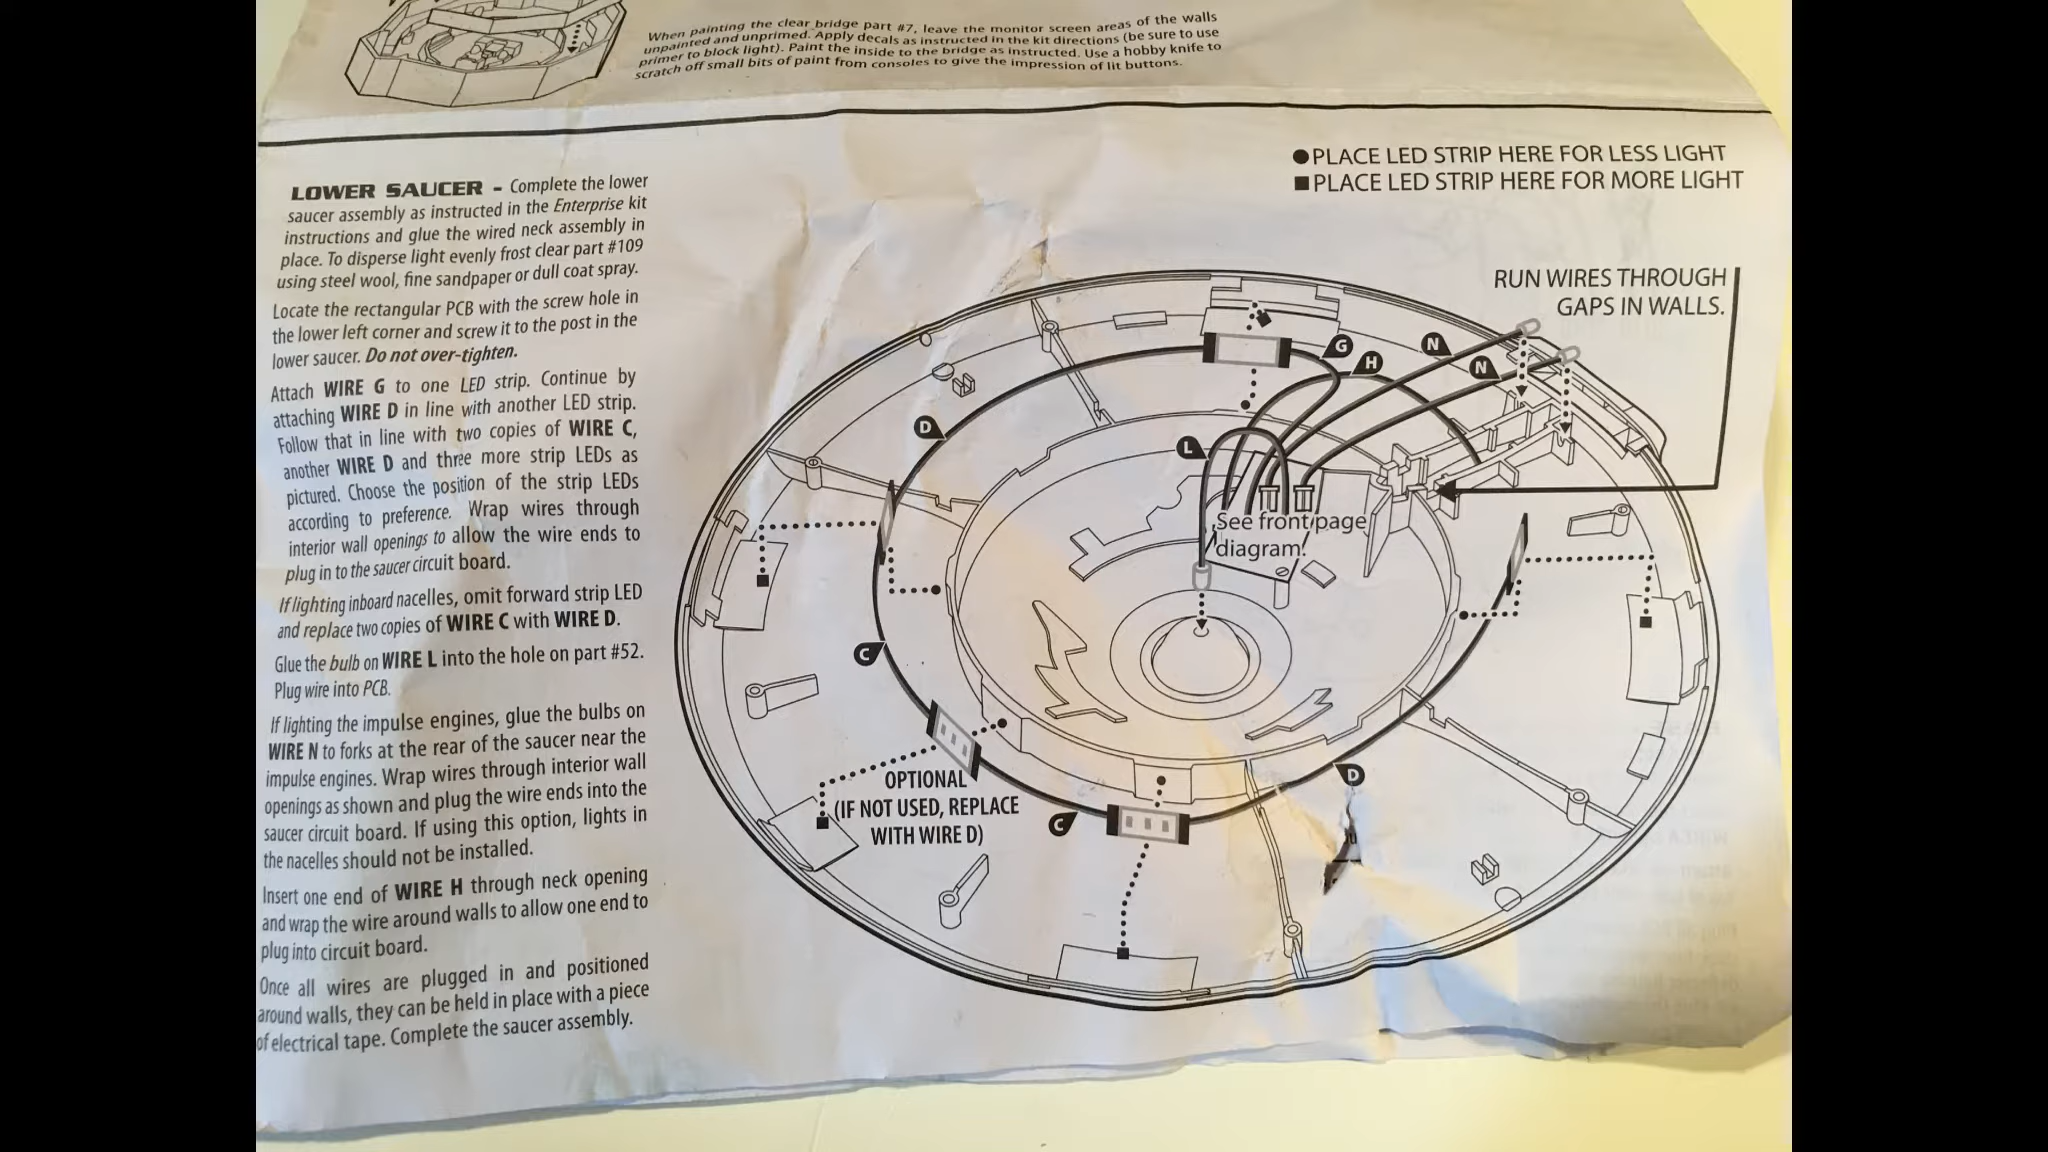 When painting the clear bridge part #7, leave the monitor screen areas of the walls
unpainted and unprimed. Apply decals as instructed in the kit directions (be sure to use
primer to block light). Paint the inside to the bridge as instructed. Use a hobby knife to
scratch off small bits of paint from consoles to give the impression of lit buttons.
LOWER SAUCER - Complete the lower
saucer assembly as instructed in the Enterprise kit
instructions and glue the wired neck assembly in
place. To disperse light evenly frost clear part #109
using steel wool, fine sandpaper or dull coat spray.
Locate the rectangular PCB with the screw hole in
the lower left corner and screw it to the post in the
lower saucer. Do not over-tighten.
Attach WIRE G to one LED strip. Continue by
attaching WIRE D in line with another LED strip.
Follow that in line with two copies of WIRE C,
another WIRE D and three more strip LEDs as
pictured. Choose the position of the strip LEDs
according to preference. Wrap wires through
interior wall openings to allow the wire ends to
plug in to the saucer circuit board.
If lighting inboard nacelles, omit forward strip LED
and replace two copies of WIRE C with WIRE D.
Glue the bulb on WIRE L into the hole on part #52.
Plug wire into PCB.
If lighting the impulse engines, glue the bulbs on
WIRE N to forks at the rear of the saucer near the
impulse engines. Wrap wires through interior wall
openings as shown and plug the wire ends into the
saucer circuit board. If using this option, lights in
the nacelles should not be installed.
Insert one end of WIRE H through neck opening
and wrap the wire around walls to allow one end to
plug into circuit board.
Once all wires are plugged in and positioned
around walls, they can be held in place with a piece
of electrical tape. Complete the saucer assembly.
● PLACE LED STRIP HERE FOR LESS LIGHT
■ PLACE LED STRIP HERE FOR MORE LIGHT
RUN WIRES THROUGH
GAPS IN WALLS.
G
H
N
N
D
L
See front page
diagram.
C
OPTIONAL
(IF NOT USED, REPLACE
WITH WIRE D)
C
D